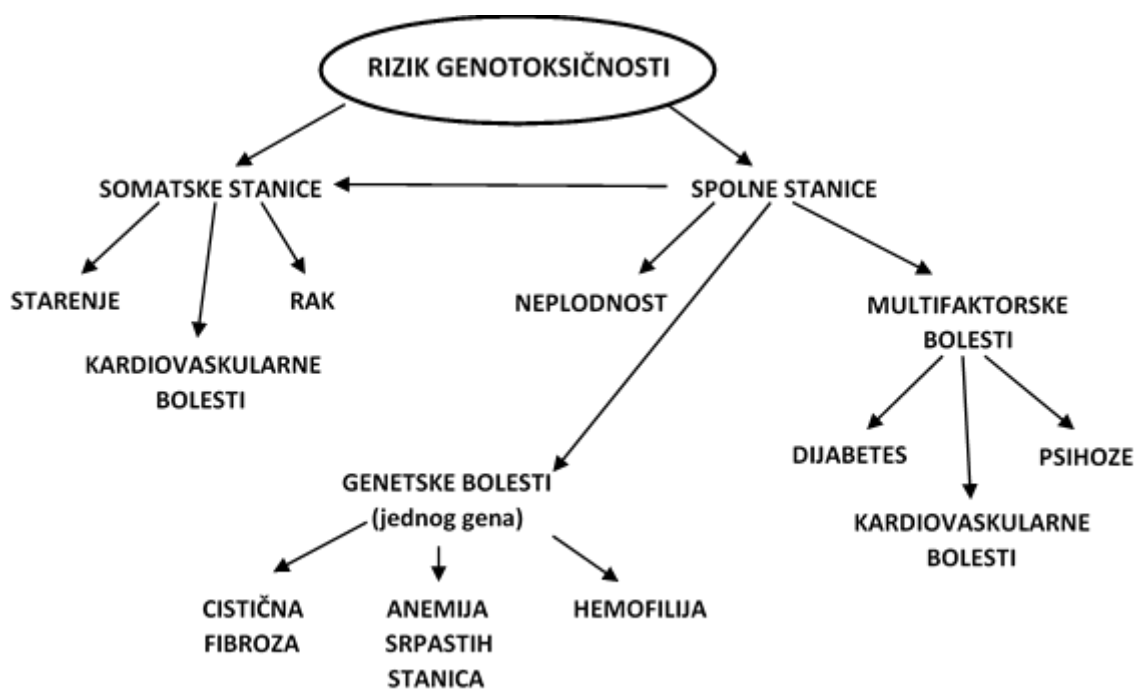 RIZIK GENOTOKSIČNOSTI
SOMATSKE STANICE
SPOLNE STANICE
STARENJE
RAK
KARDIOVASKULARNE
BOLESTI
NEPLODNOST
MULTIFAKTORSKE
BOLESTI
DIJABETES
PSIHOZE
KARDIOVASKULARNE
BOLESTI
GENETSKE BOLESTI
(jednog gena)
CISTIČNA
FIBROZA
ANEMIJA
SRPASTIH
STANICA
HEMOFILIJA